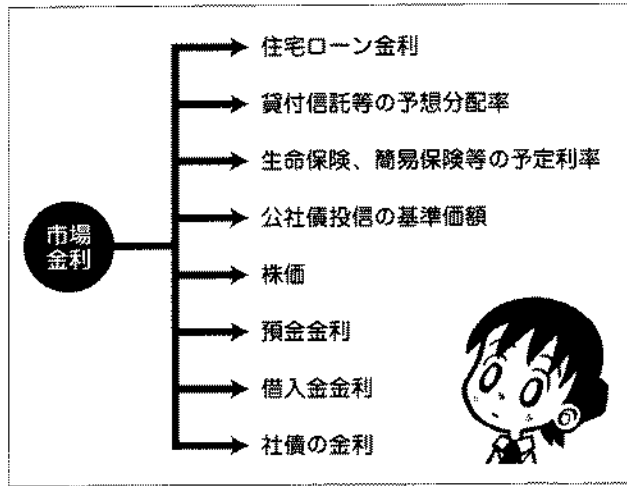 住宅ローン金利
貸付信託等の予想分配率
生命保険、簡易保険等の予定利率
公社債投信の基準価額
市場
金利
株価
預金金利
借入金金利
社債の金利